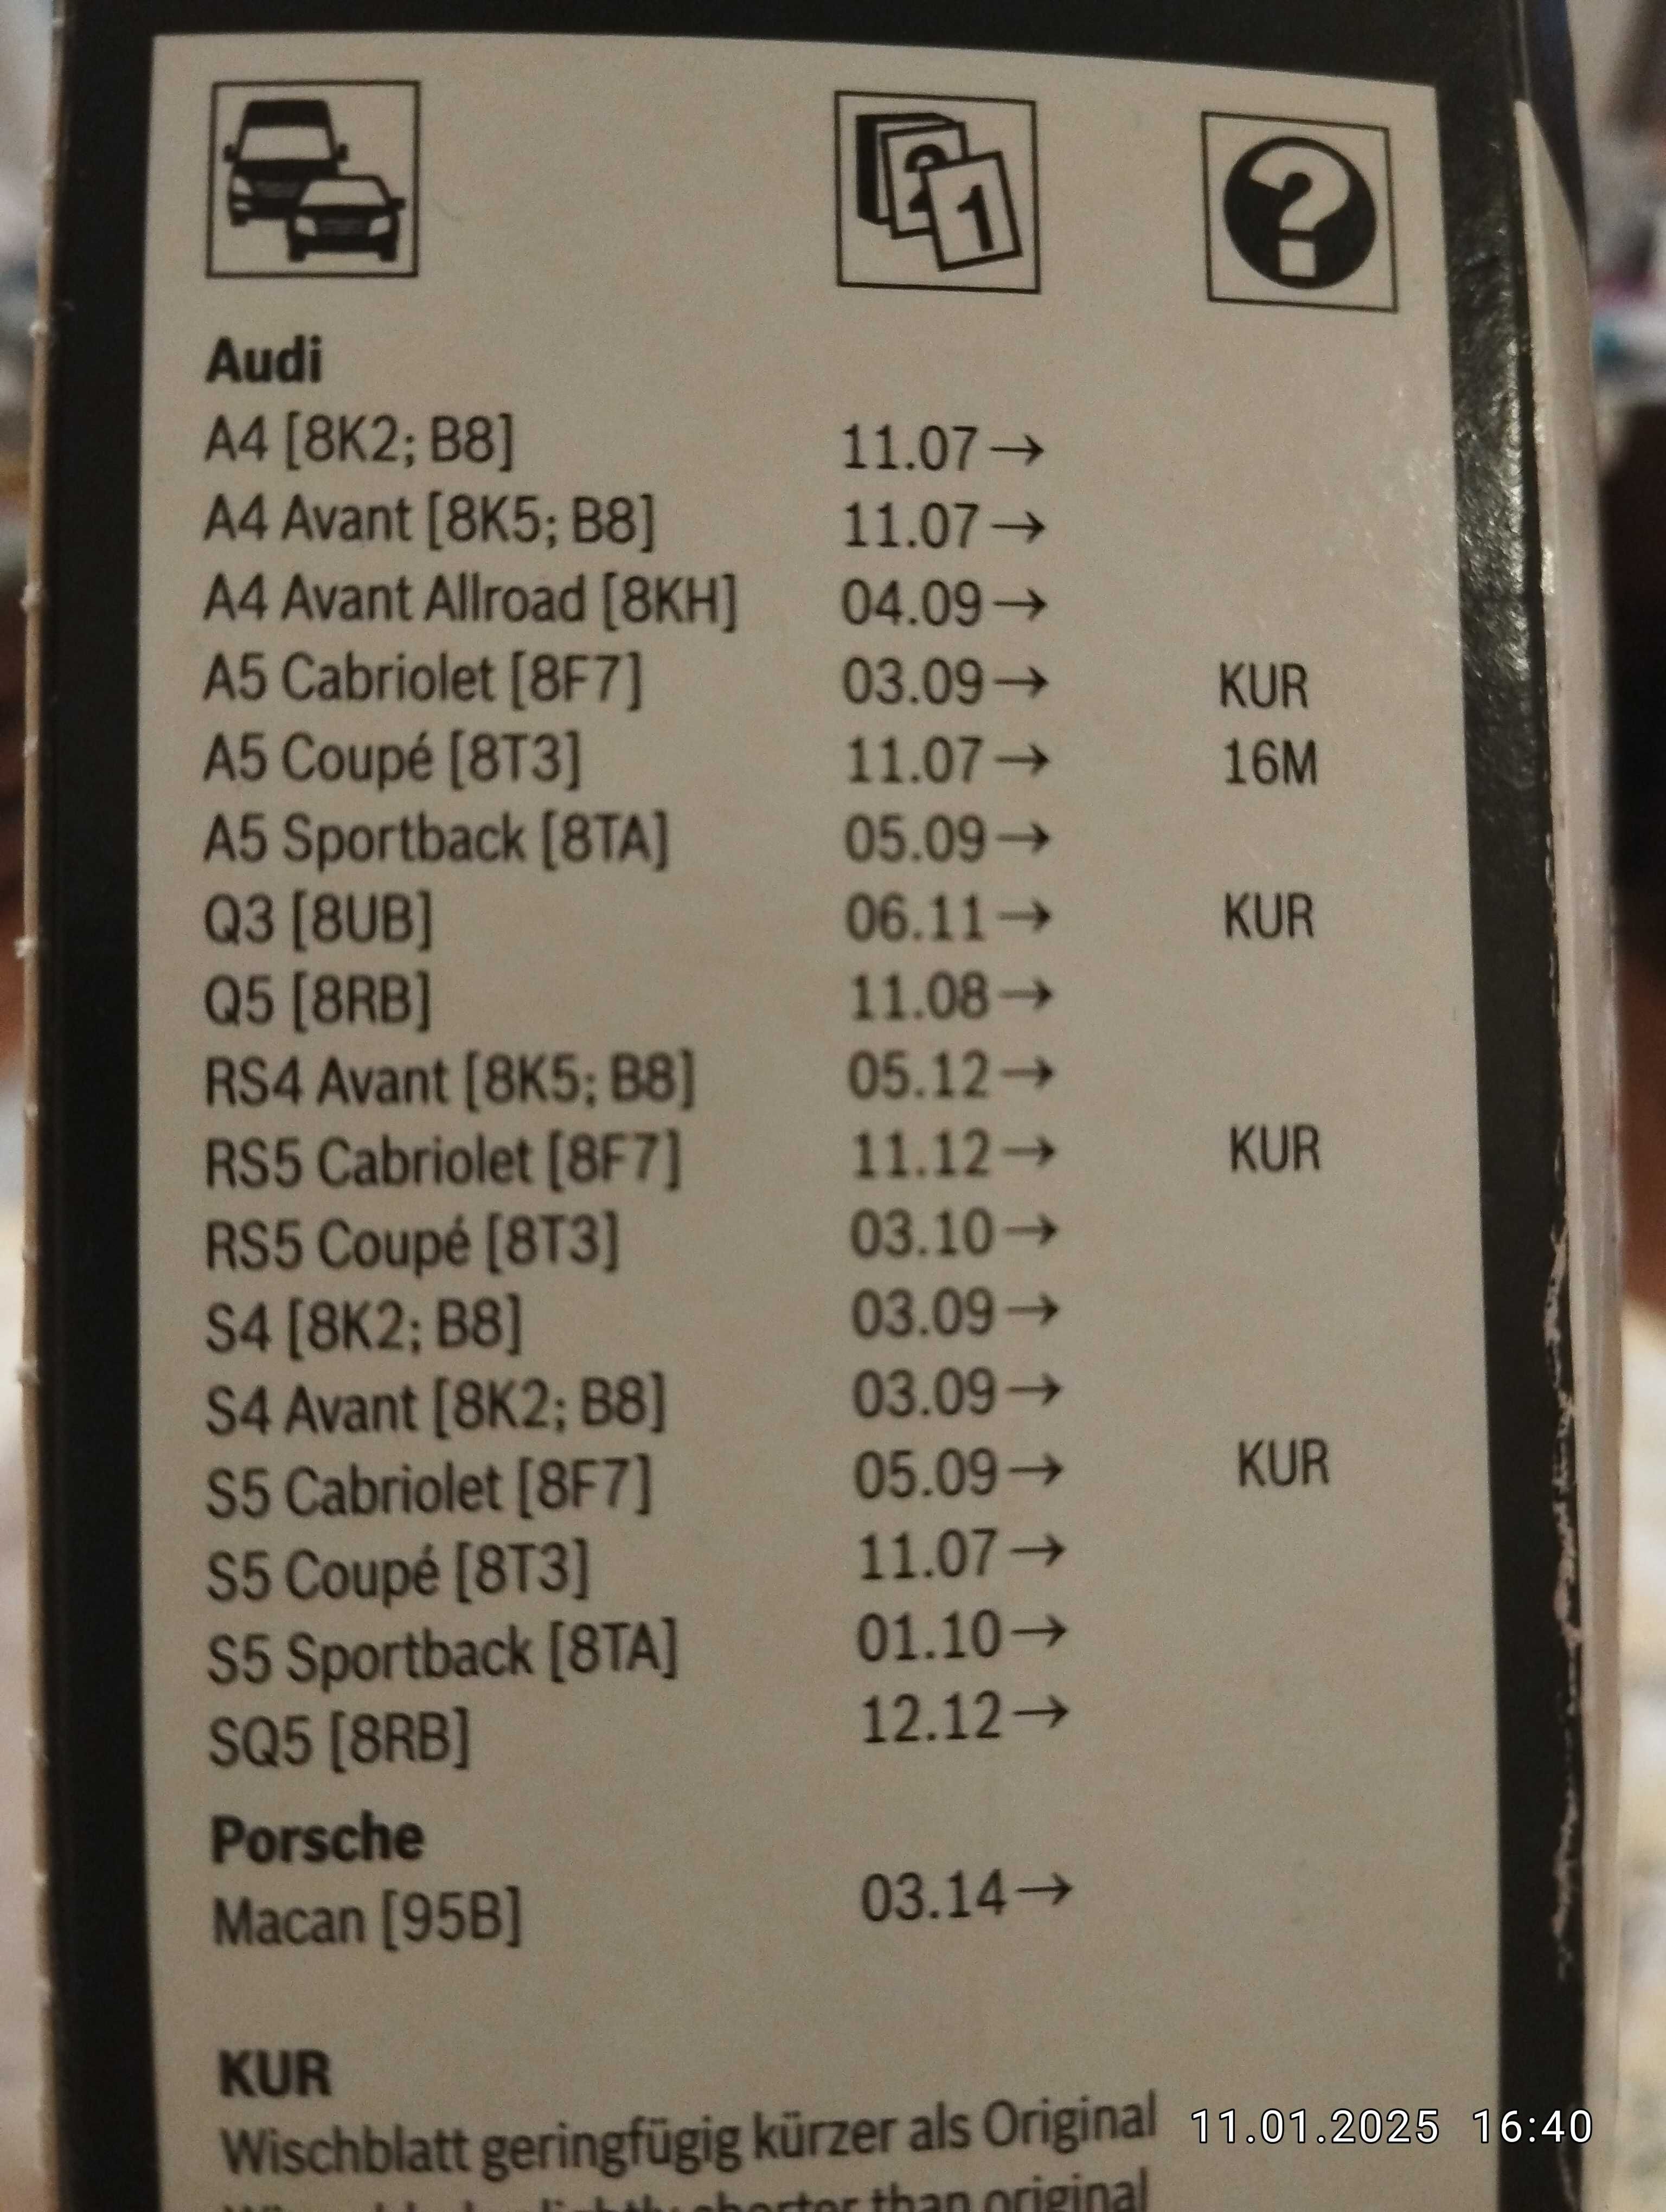 2 1 ?
Audi
A4 [8K2; B8] 11.07→
A4 Avant [8K5; B8] 11.07→
A4 Avant Allroad [8KH] 04.09→
A5 Cabriolet [8F7] 03.09→ KUR
A5 Coupé [8T3] 11.07→ 16M
A5 Sportback [8TA] 05.09→
Q3 [8UB] 06.11→ KUR
Q5 [8RB] 11.08→
RS4 Avant [8K5; B8] 05.12→
RS5 Cabriolet [8F7] 11.12→ KUR
RS5 Coupé [8T3] 03.10→
S4 [8K2; B8] 03.09→
S4 Avant [8K2; B8] 03.09→
S5 Cabriolet [8F7] 05.09→ KUR
S5 Coupé [8T3] 11.07→
S5 Sportback [8TA] 01.10→
SQ5 [8RB] 12.12→
Porsche
Macan [95B] 03.14→
KUR
Wischblatt geringfügig kürzer als Original
shorter than original
11.01.2025 16:40